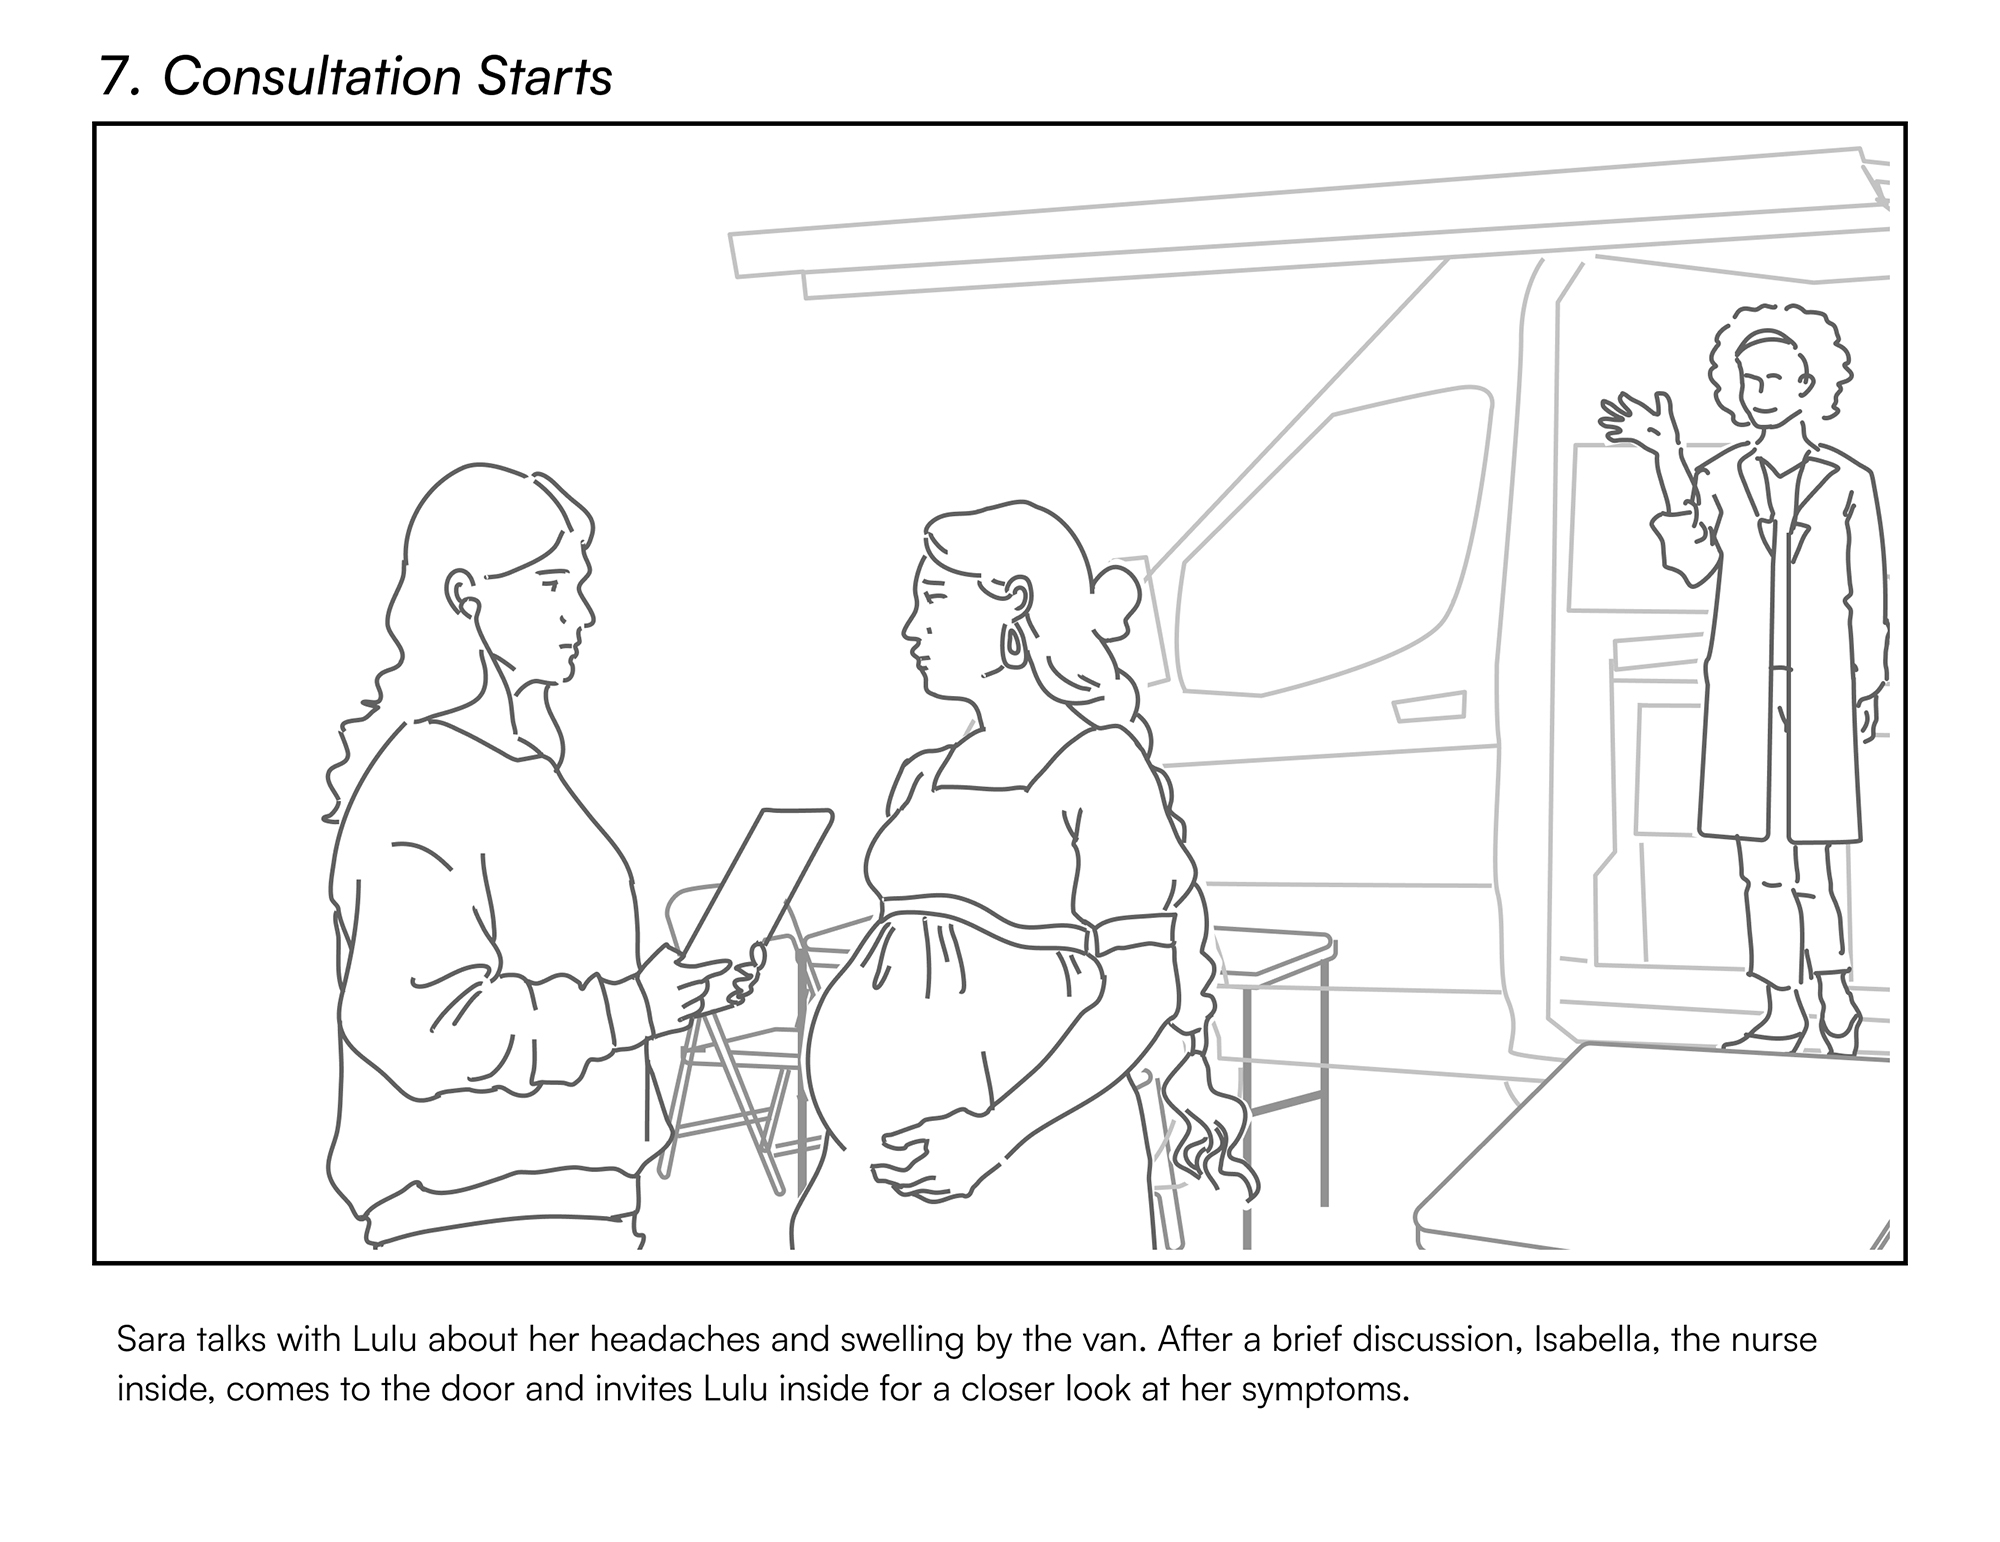 7. Consultation Starts
Sara talks with Lulu about her headaches and swelling by the van. After a brief discussion, Isabella, the nurse
inside, comes to the door and invites Lulu inside for a closer look at her symptoms.